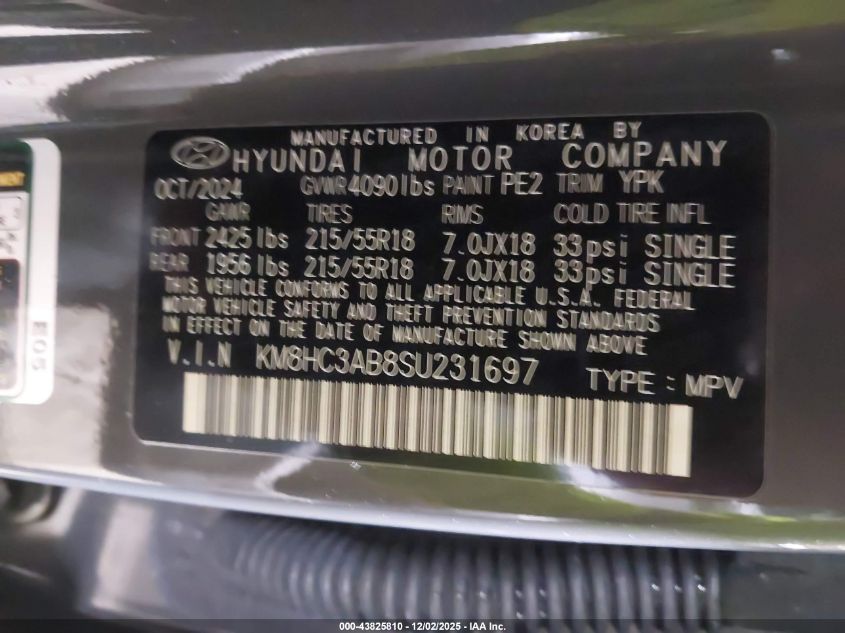 MANUFACTURED IN KOREA BY
HYUNDAI MOTOR COMPANY
OCT/2024 GVWR 4090lbs PAINT PE2 TRIM YPK
GAWR TIRES RMS COLD TIRE INFL
FRONT 2425 lbs 215/55R18 7.0JX18 33psi SINGLE
REAR 1956 lbs 215/55R18 7.0JX18 33psi SINGLE
THIS VEHICLE CONFORMS TO ALL APPLICABLE U.S.A. FEDERAL
MOTOR VEHICLE SAFETY AND THEFT PREVENTION STANDARDS
IN EFFECT ON THE DATE OF MANUFACTURE SHOWN ABOVE
V.I.N KM8HC3AB8SU231697 TYPE:MPV
E05
000-43825810 - 12/02/2025 - IAA, Inc.